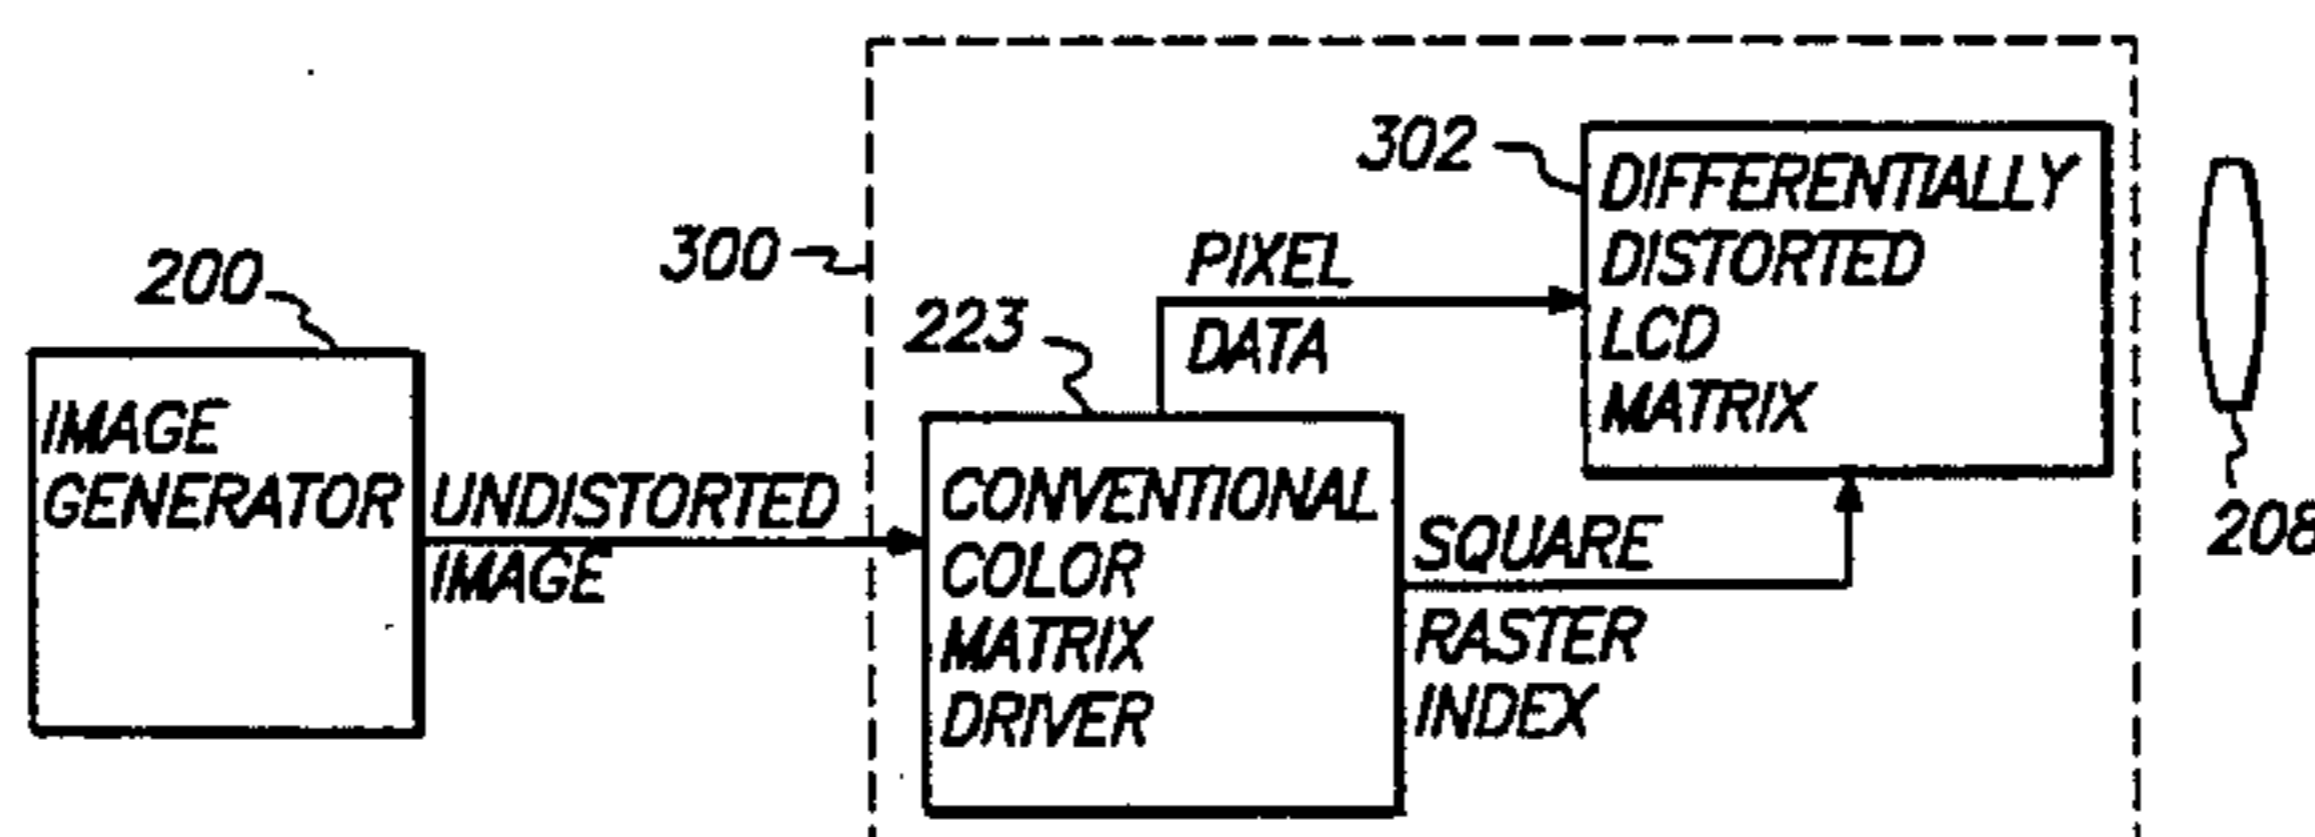 302
DIFFERENTIALLY
DISTORTED
LCD
MATRIX
300
PIXEL
DATA
200
223
IMAGE
GENERATOR
UNDISTORTED
IMAGE
CONVENTIONAL
COLOR
MATRIX
DRIVER
SQUARE
RASTER
INDEX
208